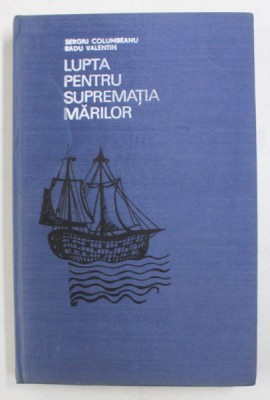 SERGIU COLUMBEANU
RADU VALENTIN
LUPTA
PENTRU
SUPREMAȚIA
MĂRILOR